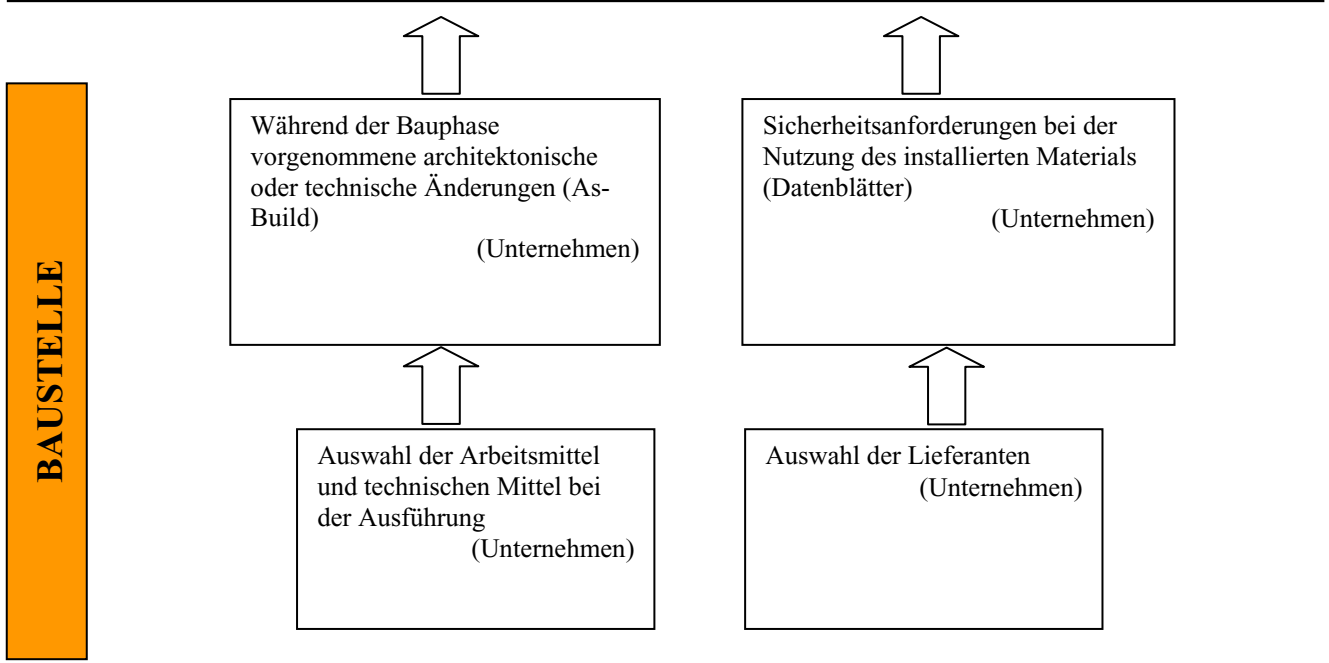 BAUSTELLE
Während der Bauphase
vorgenommene architektonische
oder technische Änderungen (As-
Build)
(Unternehmen)
Sicherheitsanforderungen bei der
Nutzung des installierten Materials
(Datenblätter)
(Unternehmen)
Auswahl der Arbeitsmittel
und technischen Mittel bei
der Ausführung
(Unternehmen)
Auswahl der Lieferanten
(Unternehmen)